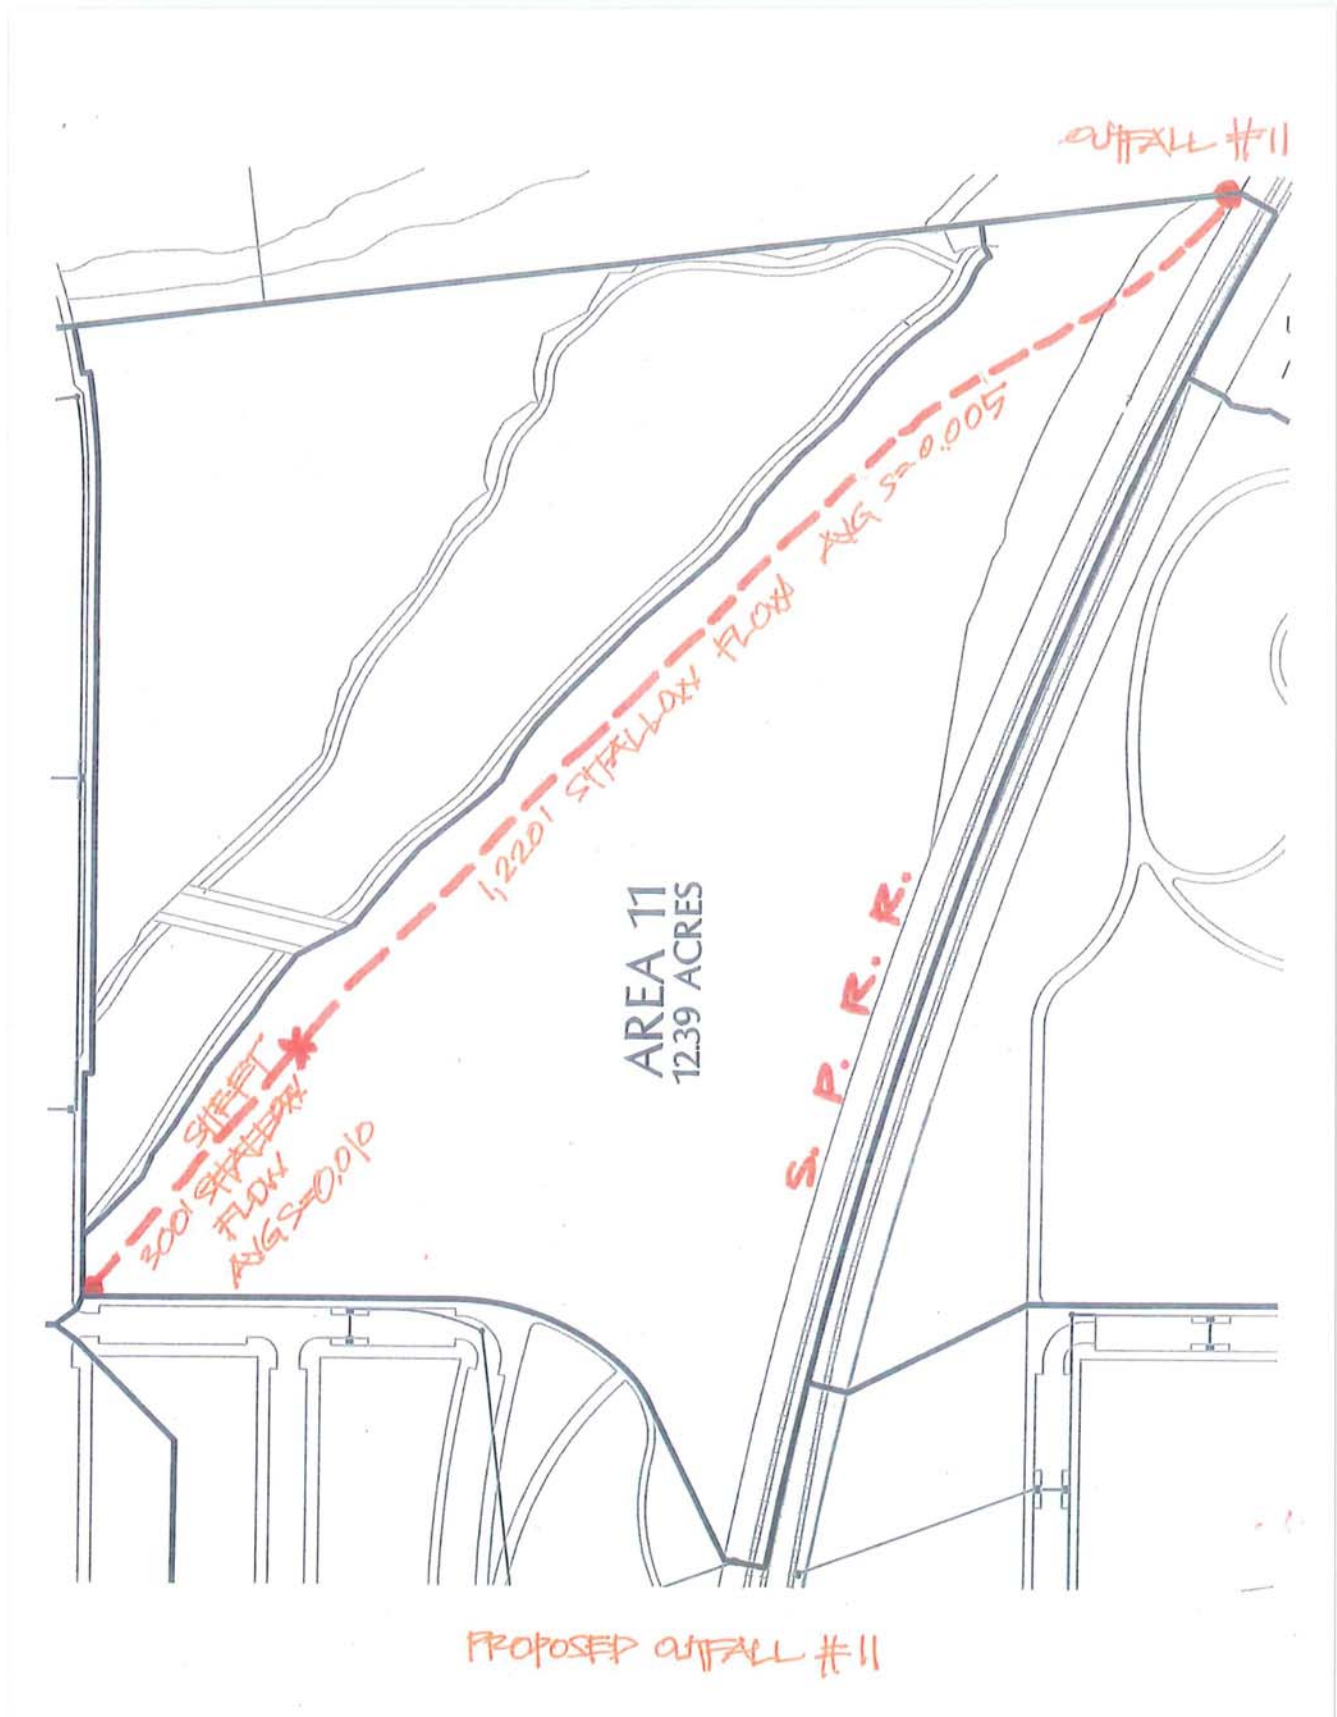 OUTFALL #11
1,220' SHALLOW FLOW AVG S=0.005
AREA 11
12.39 ACRES
S. P. R. R.
SHEET
300' SHALLOW
FLOW
AVG S=0.010
PROPOSED OUTFALL #11